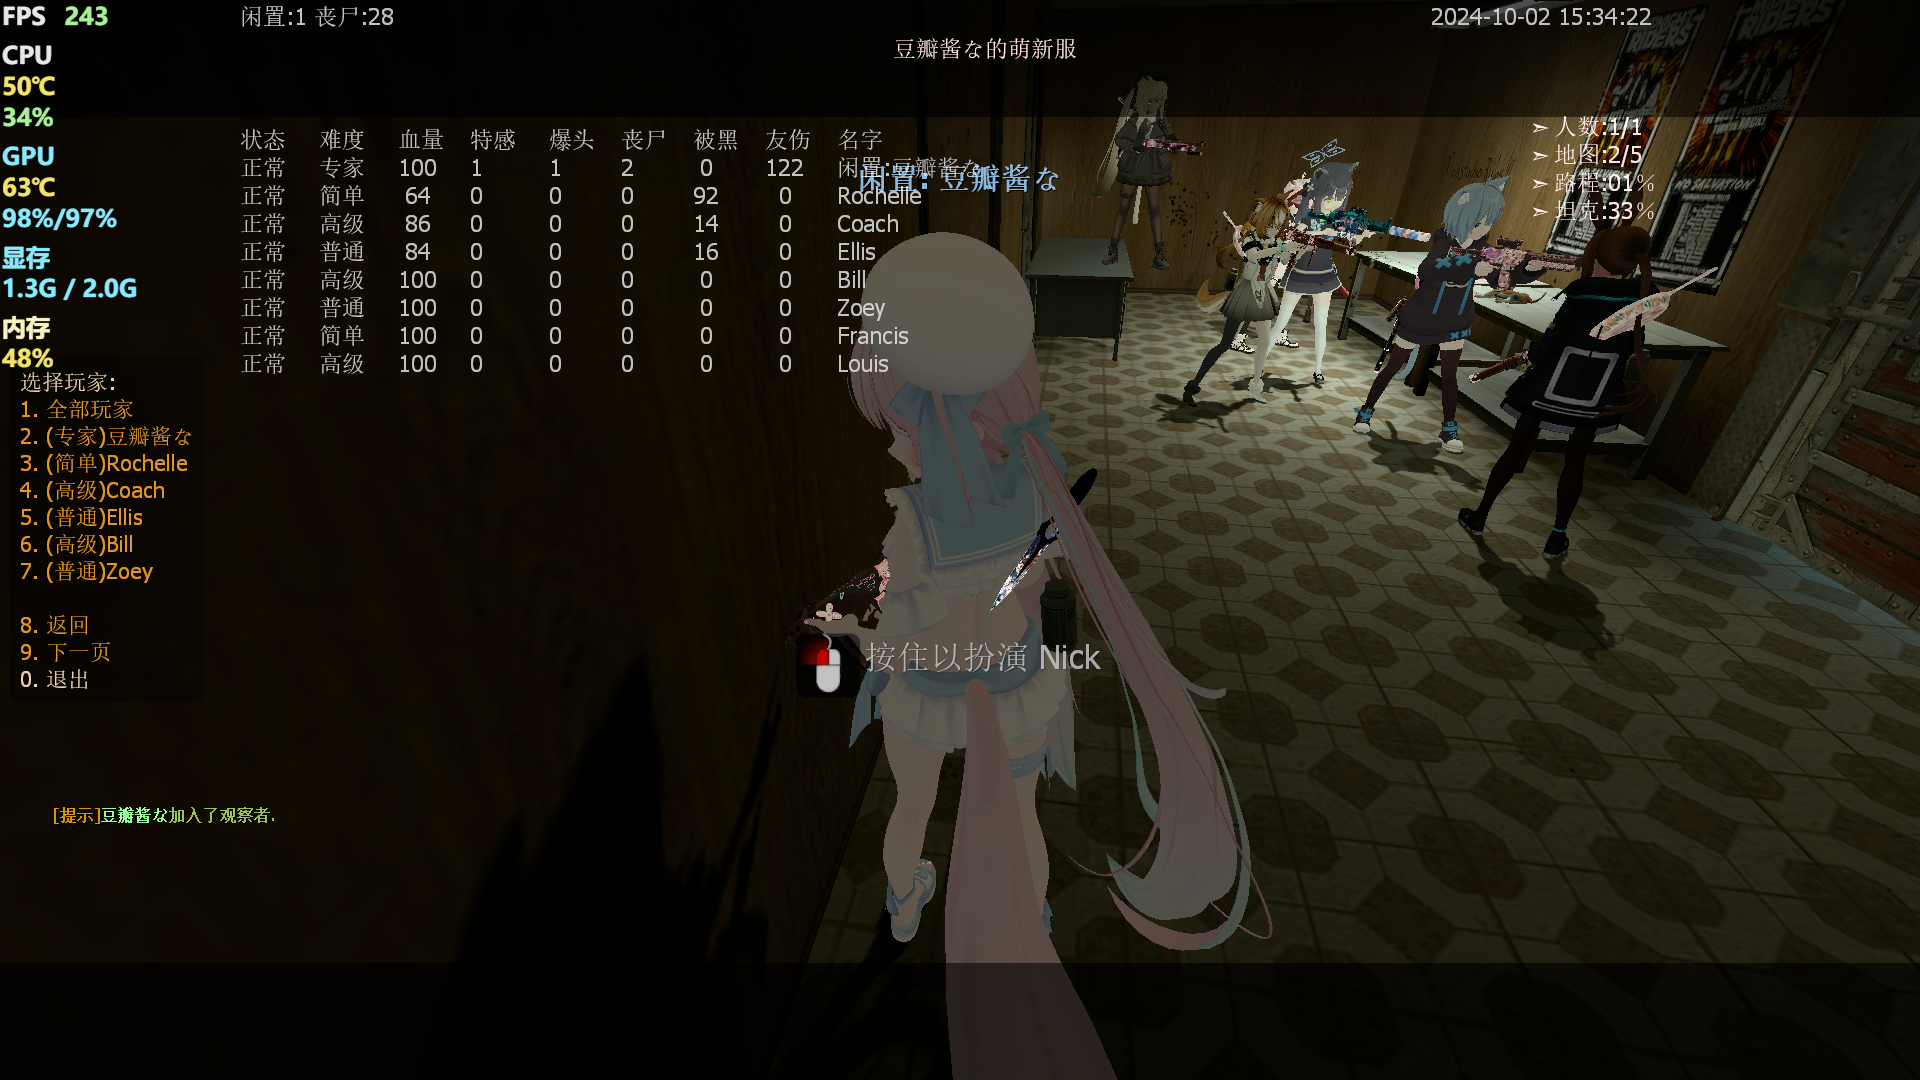 FPS 243
闲置:1 丧尸:28
2024-10-02 15:34:22
豆瓣酱な的萌新服
CPU
50℃
34%
GPU
63℃
98%/97%
显存
1.3G / 2.0G
内存
48%
状态 难度 血量 特感 爆头 丧尸 被黑 友伤 名字
正常 专家 100 1 1 2 0 122 闲置:豆瓣酱な
正常 简单 64 0 0 0 92 0 Rochelle
正常 高级 86 0 0 0 14 0 Coach
正常 普通 84 0 0 0 16 0 Ellis
正常 高级 100 0 0 0 0 0 Bill
正常 普通 100 0 0 0 0 0 Zoey
正常 简单 100 0 0 0 0 0 Francis
正常 高级 100 0 0 0 0 0 Louis
闲置: 豆瓣酱な
➣ 人数:1/1
➣ 地图:2/5
➣ 路程:01%
➣ 坦克:33%
RIDERS
RIDERS
NO SALVATION
选择玩家:
1. 全部玩家
2. (专家)豆瓣酱な
3. (简单)Rochelle
4. (高级)Coach
5. (普通)Ellis
6. (高级)Bill
7. (普通)Zoey
8. 返回
9. 下一页
0. 退出
按住以扮演 Nick
[提示]豆瓣酱な加入了观察者.